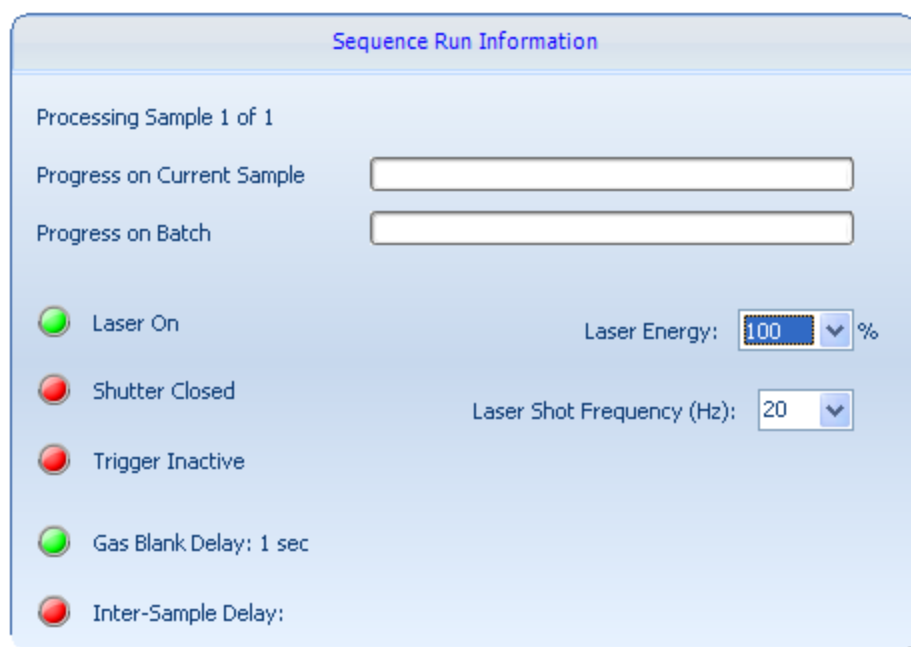 Sequence Run Information
Processing Sample 1 of 1
Progress on Current Sample
Progress on Batch
Laser On
Laser Energy: 100 %
Shutter Closed
Laser Shot Frequency (Hz): 20
Trigger Inactive
Gas Blank Delay: 1 sec
Inter-Sample Delay: